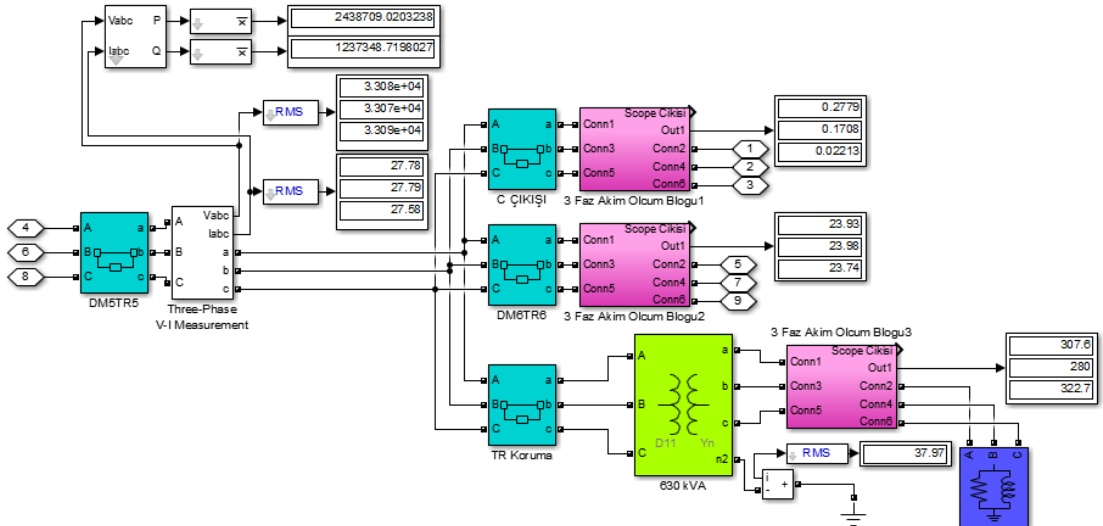 Vabc P
Iabc Q
x
x
2438709.0203238
1237348.7198027
RMS
3.308e+04
3.307e+04
3.309e+04
RMS
27.78
27.79
27.58
4
6
8
A a
B b
C c
DM5TR5
A Vabc
Iabc
B a
b
C c
Three-Phase
V-I Measurement
A a
B b
C c
C ÇIKIŞI
Scope Cikisi
Conn1 Out1
Conn3 Conn2
Conn4
Conn5 Conn6
3 Faz Akim Olcum Blogu1
0.2779
0.1708
0.02213
1
2
3
A a
B b
C c
DM6TR6
Scope Cikisi
Conn1 Out1
Conn3 Conn2
Conn4
Conn5 Conn6
3 Faz Akim Olcum Blogu2
23.93
23.98
23.74
5
7
9
A a
B b
C c
TR Koruma
A a
B b
c
C n2
D11 Yn
630 kVA
3 Faz Akim Olcum Blogu3
Scope Cikisi
Conn1 Out1
Conn3 Conn2
Conn4
Conn5 Conn6
307.6
280
322.7
RMS
37.97
i
- +
A B C